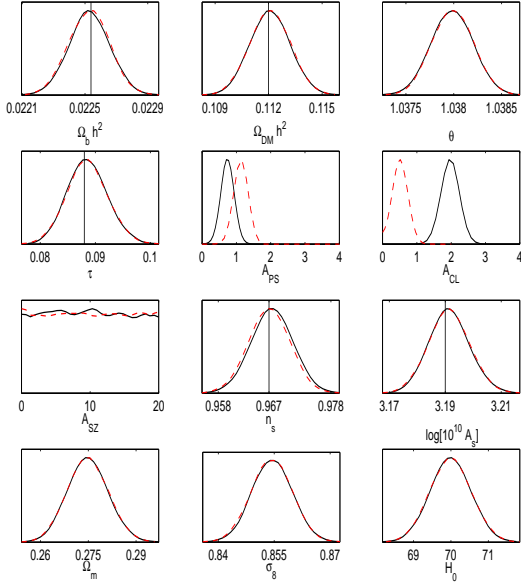 0.0221 0.0225 0.0229
Ω_b h^2
0.109 0.112 0.115
Ω_DM h^2
1.0375 1.038 1.0385
θ
0.08 0.09 0.1
τ
0 1 2 3 4
A_PS
0 1 2 3 4
A_CL
0 10 20
A_SZ
0.958 0.967 0.978
n_s
3.17 3.19 3.21
log[10^10 A_s]
0.26 0.275 0.29
Ω_m
0.84 0.855 0.87
σ_8
69 70 71
H_0